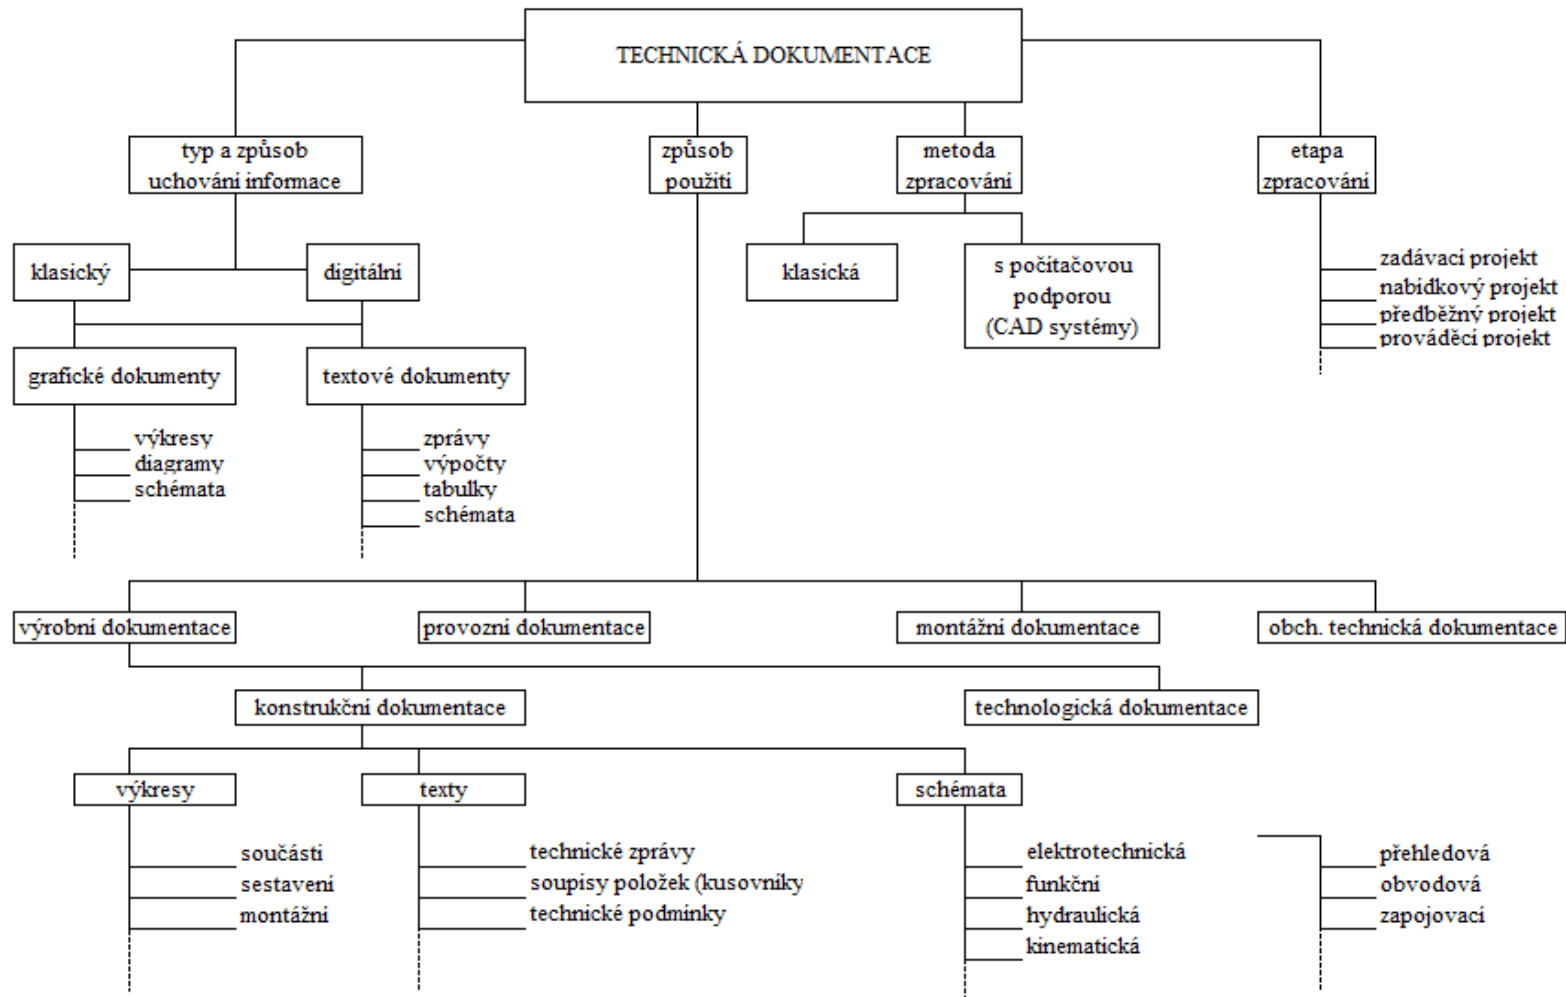 TECHNICKÁ DOKUMENTACE
typ a způsob
uchování informace
způsob
použití
metoda
zpracování
etapa
zpracování
klasický
digitální
klasická
s počítačovou
podporou
(CAD systémy)
zadávací projekt
nabídkový projekt
předběžný projekt
prováděcí projekt
grafické dokumenty
textové dokumenty
výkresy
diagramy
schémata
zprávy
výpočty
tabulky
schémata
výrobní dokumentace
provozní dokumentace
montážní dokumentace
obch. technická dokumentace
konstrukční dokumentace
technologická dokumentace
výkresy
texty
schémata
součásti
sestavení
montážní
technické zprávy
soupisy položek (kusovníky
technické podmínky
elektrotechnická
funkční
hydraulická
kinematická
přehledová
obvodová
zapojovací